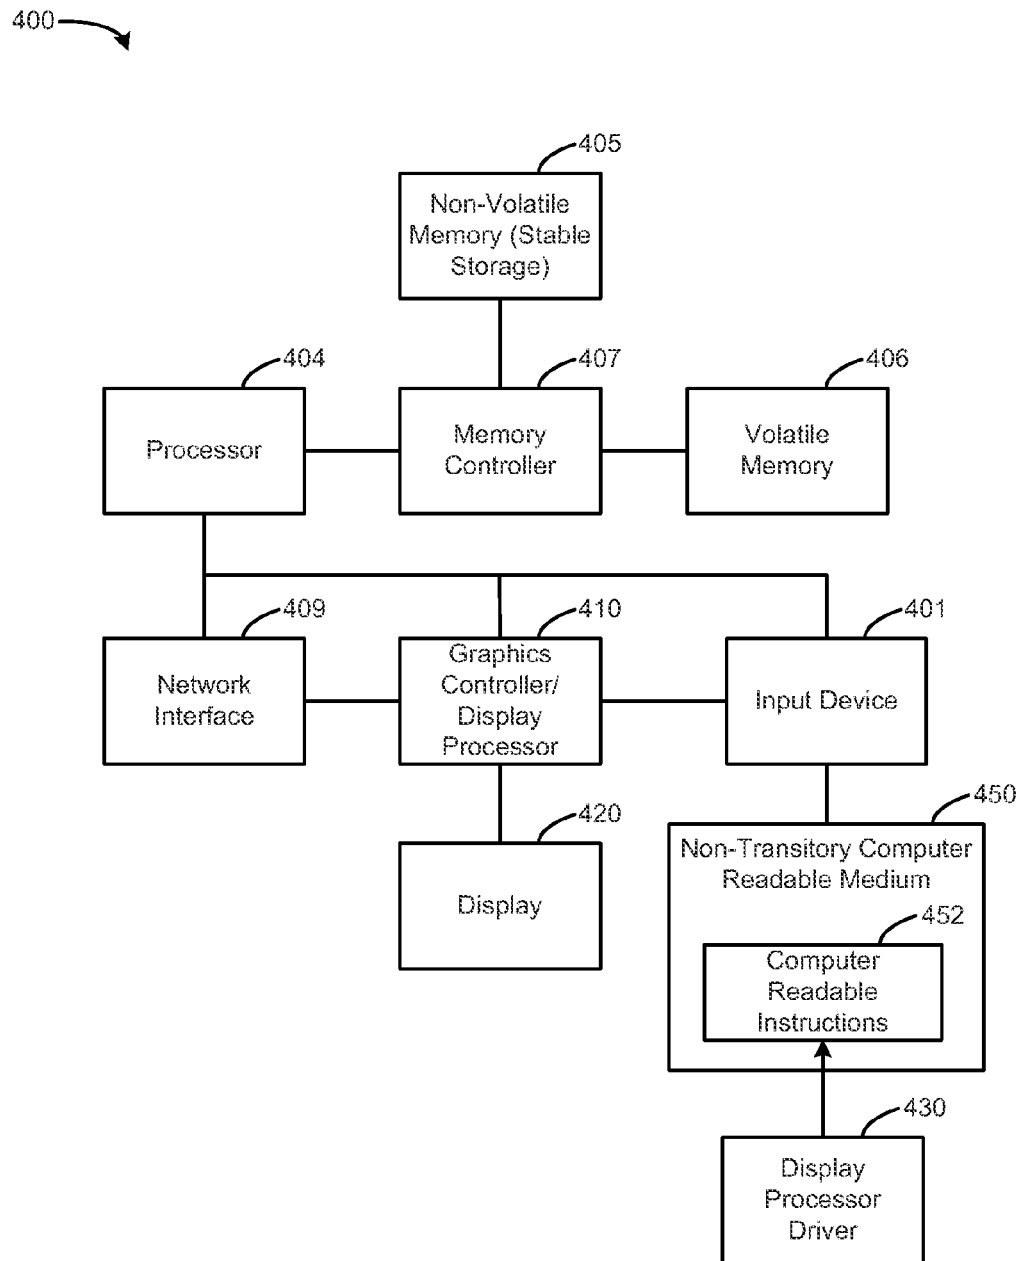 400
405
Non-Volatile
Memory (Stable
Storage)
404
407
406
Processor
Memory
Controller
Volatile
Memory
409
410
401
Network
Interface
Graphics
Controller/
Display
Processor
Input Device
420
450
Display
Non-Transitory Computer
Readable Medium
452
Computer
Readable
Instructions
430
Display
Processor
Driver